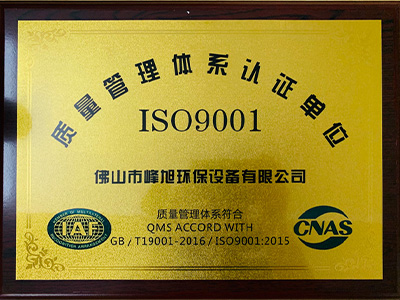 质量管理体系认证单位
ISO9001
佛山市峰旭环保设备有限公司
质量管理体系符合
QMS ACCORD WITH
GB / T19001-2016 / ISO9001:2015
IAF
CNAS